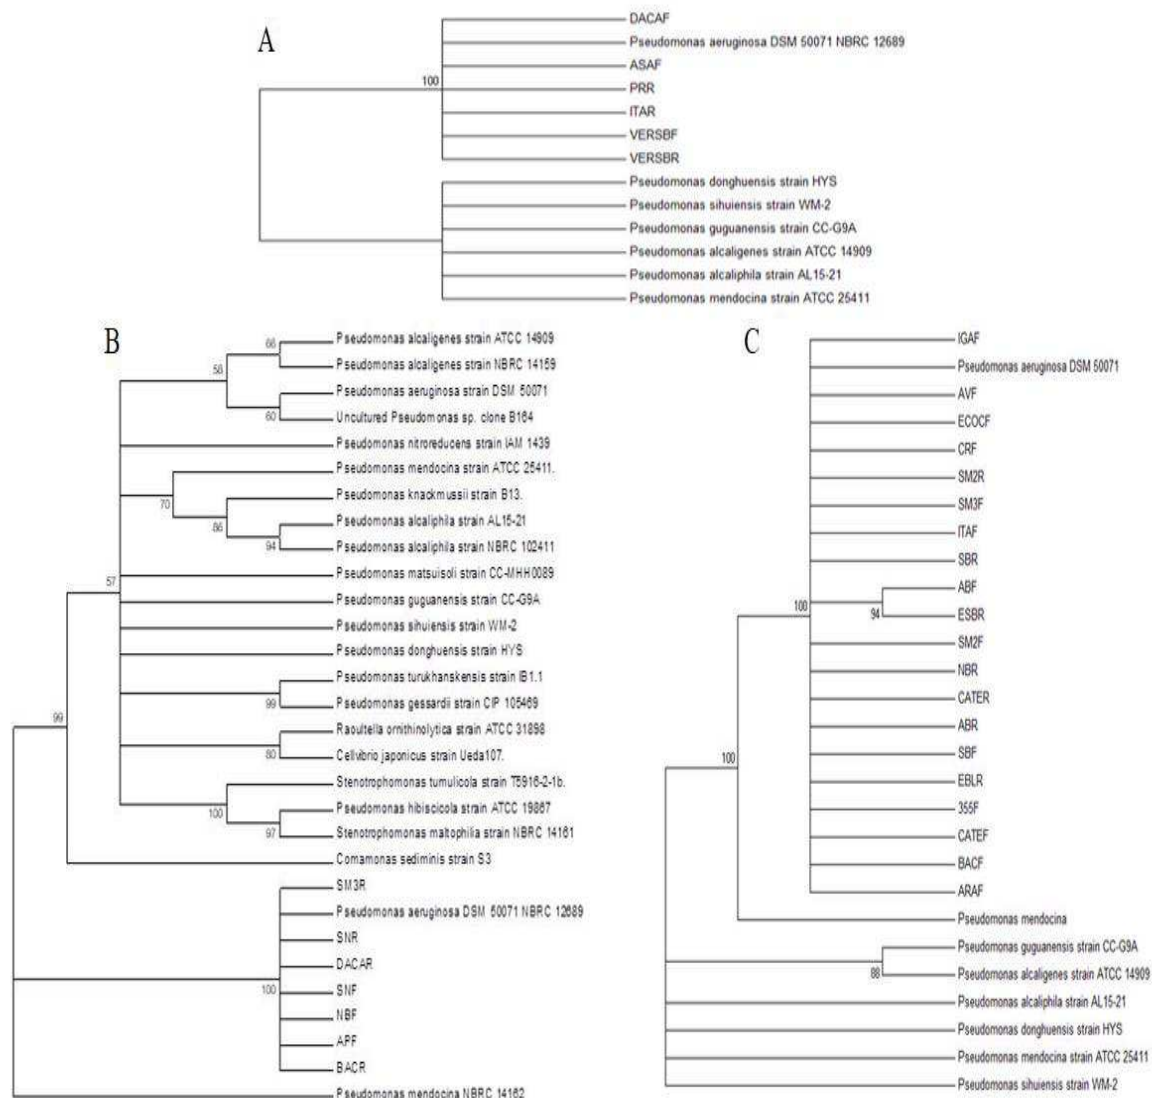 A
DACAF
Pseudomonas aeruginosa DSM 50071 NBRC 12689
ASAF
100
PRR
ITAR
VERSBF
VERSBR
Pseudomonas donghuensis strain HYS
Pseudomonas sihuiensis strain WM-2
Pseudomonas guguanensis strain CC-G9A
Pseudomonas alcaligenes strain ATCC 14909
Pseudomonas alcaliphila strain AL15-21
Pseudomonas mendocina strain ATCC 25411
B
Pseudomonas alcaligenes strain ATCC 14909
66
Pseudomonas alcaligenes strain NBRC 14159
58
Pseudomonas aeruginosa strain DSM 50071
Uncultured Pseudomonas sp. clone B164
60
Pseudomonas nitroreducens strain IAM 1439
Pseudomonas mendocina strain ATCC 25411.
70
Pseudomonas knackmussii strain B13.
86
Pseudomonas alcaliphila strain AL15-21
94
Pseudomonas alcaliphila strain NBRC 102411
Pseudomonas matsuisoli strain CC-MHH0089
57
Pseudomonas guguanensis strain CC-G9A
Pseudomonas sihuiensis strain WM-2
Pseudomonas donghuensis strain HYS
Pseudomonas turukhanskensis strain IB1.1
99
Pseudomonas gessardii strain CIP 105469
99
Raoultella ornithinolytica strain ATCC 31898
80
Cellvibrio japonicus strain Ueda107.
Stenotrophomonas tumulicola strain T5916-2-1b.
100
Pseudomonas hibiscicola strain ATCC 19867
97
Stenotrophomonas maltophilia strain NBRC 14161
Comamonas sediminis strain S3
SM3R
Pseudomonas aeruginosa DSM 50071 NBRC 12689
SNR
DACAR
100
SNF
NBF
APF
BACR
Pseudomonas mendocina NBRC 14162
C
IGAF
Pseudomonas aeruginosa DSM 50071
AVF
ECOCF
CRF
SM2R
SM3F
ITAF
SBR
ABF
100
94
ESBR
SM2F
NBR
CATER
ABR
SBF
100
EBLR
355F
CATEF
BACF
ARAF
Pseudomonas mendocina
Pseudomonas guguanensis strain CC-G9A
88
Pseudomonas alcaligenes strain ATCC 14909
Pseudomonas alcaliphila strain AL15-21
Pseudomonas donghuensis strain HYS
Pseudomonas mendocina strain ATCC 25411
Pseudomonas sihuiensis strain WM-2